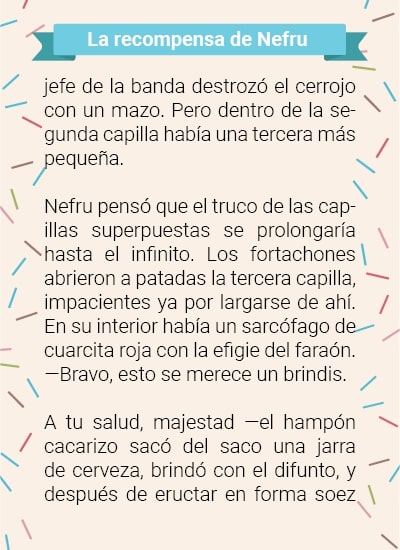 La recompensa de Nefru
jefe de la banda destrozó el cerrojo
con un mazo. Pero dentro de la se-
gunda capilla había una tercera más
pequeña.
Nefru pensó que el truco de las cap-
illas superpuestas se prolongaría
hasta el infinito. Los fortachones
abrieron a patadas la tercera capilla,
impacientes ya por largarse de ahí.
En su interior había un sarcófago de
cuarcita roja con la efigie del faraón.
—Bravo, esto se merece un brindis.
A tu salud, majestad —el hampón
cacarizo sacó del saco una jarra
de cerveza, brindó con el difunto, y
después de eructar en forma soez